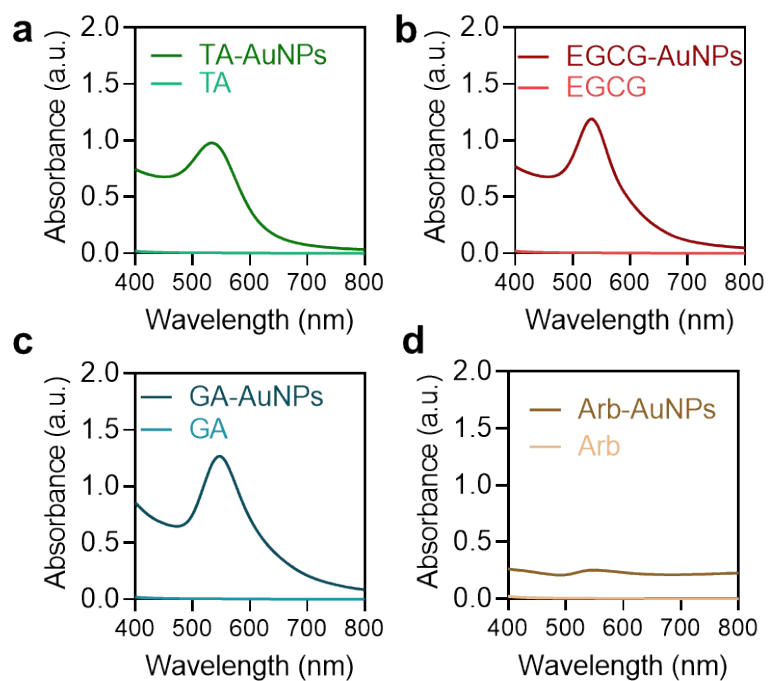 a
Absorbance (a.u.)
2.0
1.5
1.0
0.5
0.0
TA-AuNPs
TA
400 500 600 700 800
Wavelength (nm)
b
Absorbance (a.u.)
2.0
1.5
1.0
0.5
0.0
EGCG-AuNPs
EGCG
400 500 600 700 800
Wavelength (nm)
c
Absorbance (a.u.)
2.0
1.5
1.0
0.5
0.0
GA-AuNPs
GA
400 500 600 700 800
Wavelength (nm)
d
Absorbance (a.u.)
2.0
1.5
1.0
0.5
0.0
Arb-AuNPs
Arb
400 500 600 700 800
Wavelength (nm)